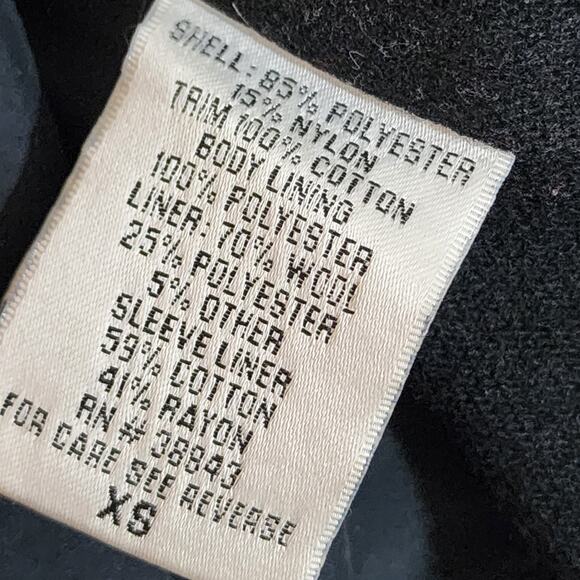 SHELL: 85% POLYESTER
15% NYLON
TRIM 100% COTTON
BODY LINING
100% POLYESTER
LINER: 70% WOOL
25% POLYESTER
5% OTHER
SLEEVE LINER
59% COTTON
41% RAYON
RN # 38843
FOR CARE SEE REVERSE
XS